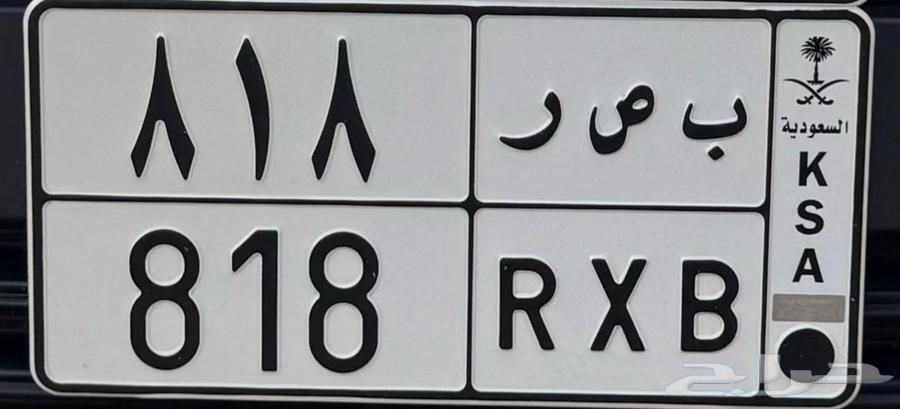 ٨١٨ ب ص ر
818 RXB
السعودية
K
S
A
حراج